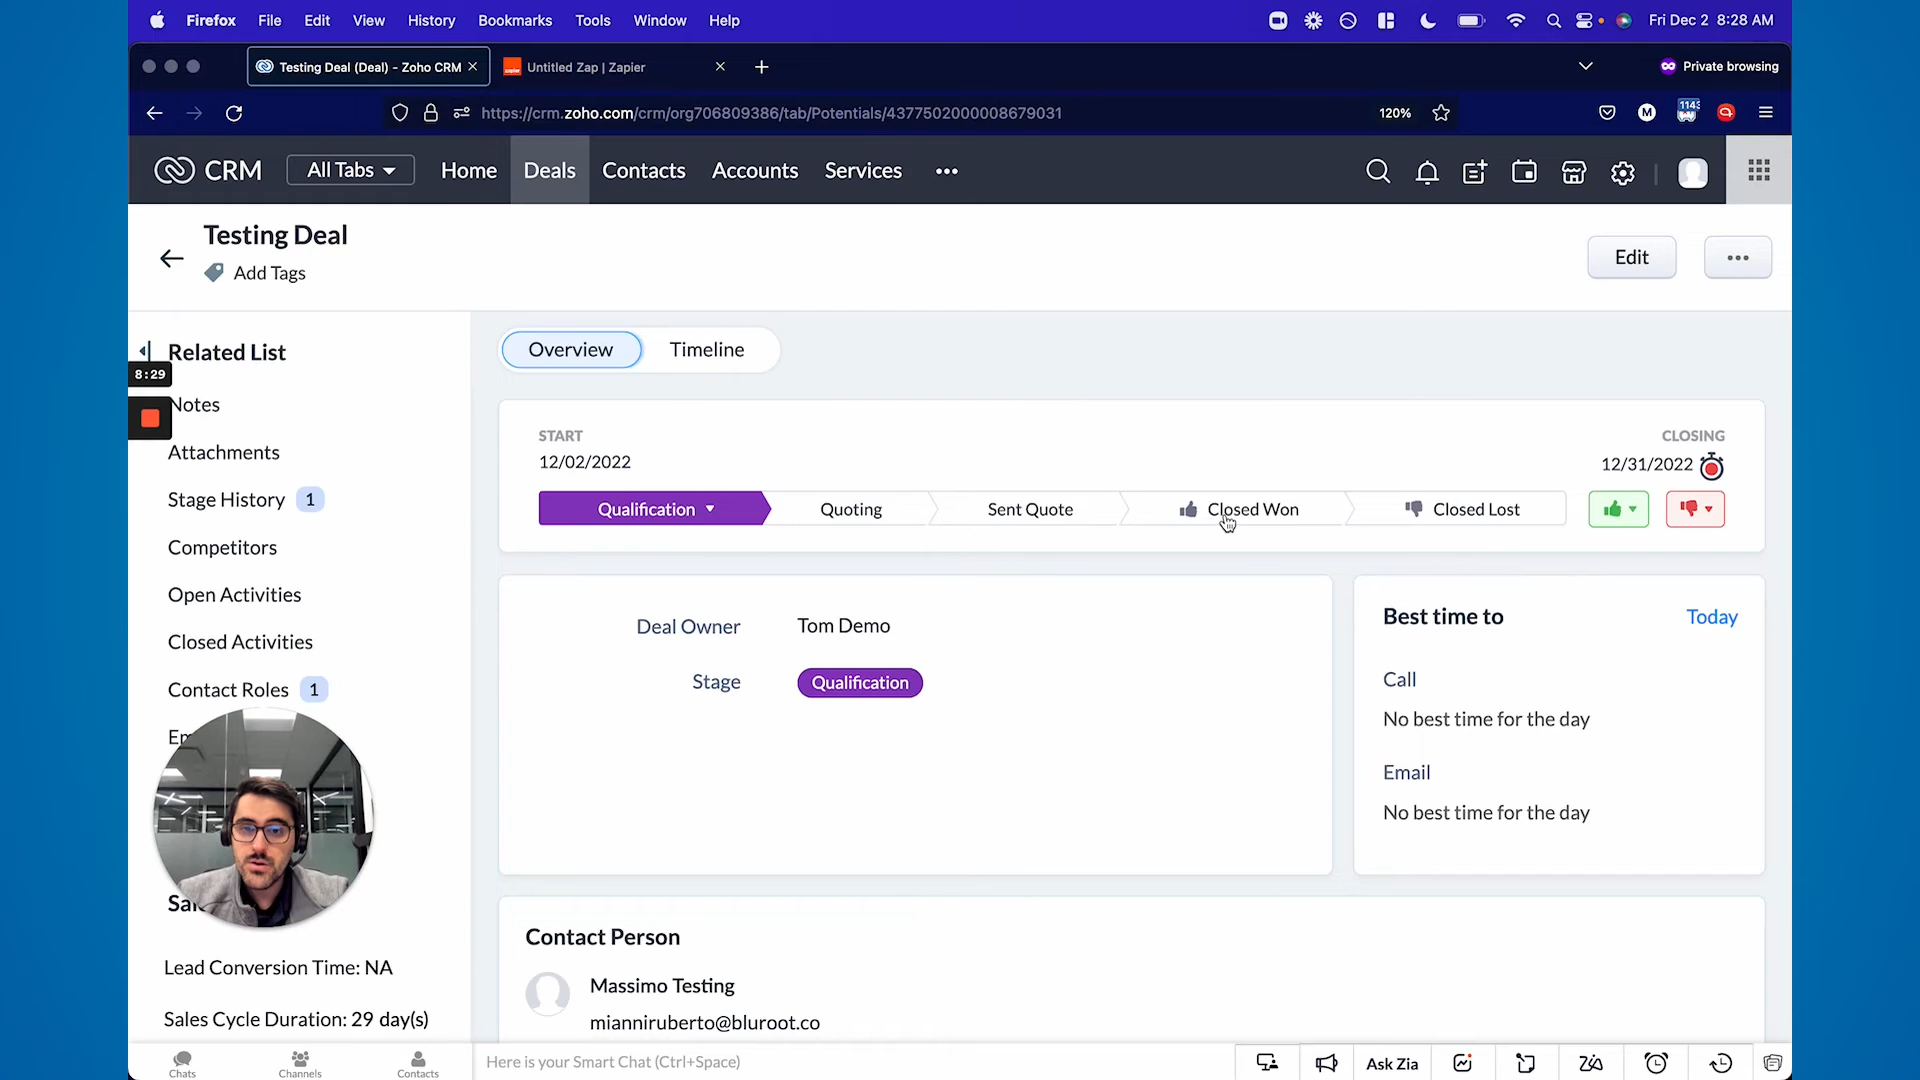 Firefox File Edit View History Bookmarks Tools Window Help Fri Dec 2 8:28 AM
Testing Deal (Deal) - Zoho CRM Untitled Zap | Zapier Private browsing
https://crm.zoho.com/crm/org706809386/tab/Potentials/4377502000008679031 120% M 1143
CRM All Tabs Home Deals Contacts Accounts Services
Testing Deal
Add Tags
Edit
Related List
8:29
Notes
Attachments
Stage History 1
Competitors
Open Activities
Closed Activities
Contact Roles 1
Lead Conversion Time: NA
Sales Cycle Duration: 29 day(s)
Overview Timeline
START CLOSING
12/02/2022 12/31/2022
Qualification Quoting Sent Quote Closed Won Closed Lost
Deal Owner Tom Demo
Stage Qualification
Best time to Today
Call
No best time for the day
Email
No best time for the day
Contact Person
Massimo Testing
mianniruberto@bluroot.co
Chats Channels Contacts Here is your Smart Chat (Ctrl+Space) Ask Zia